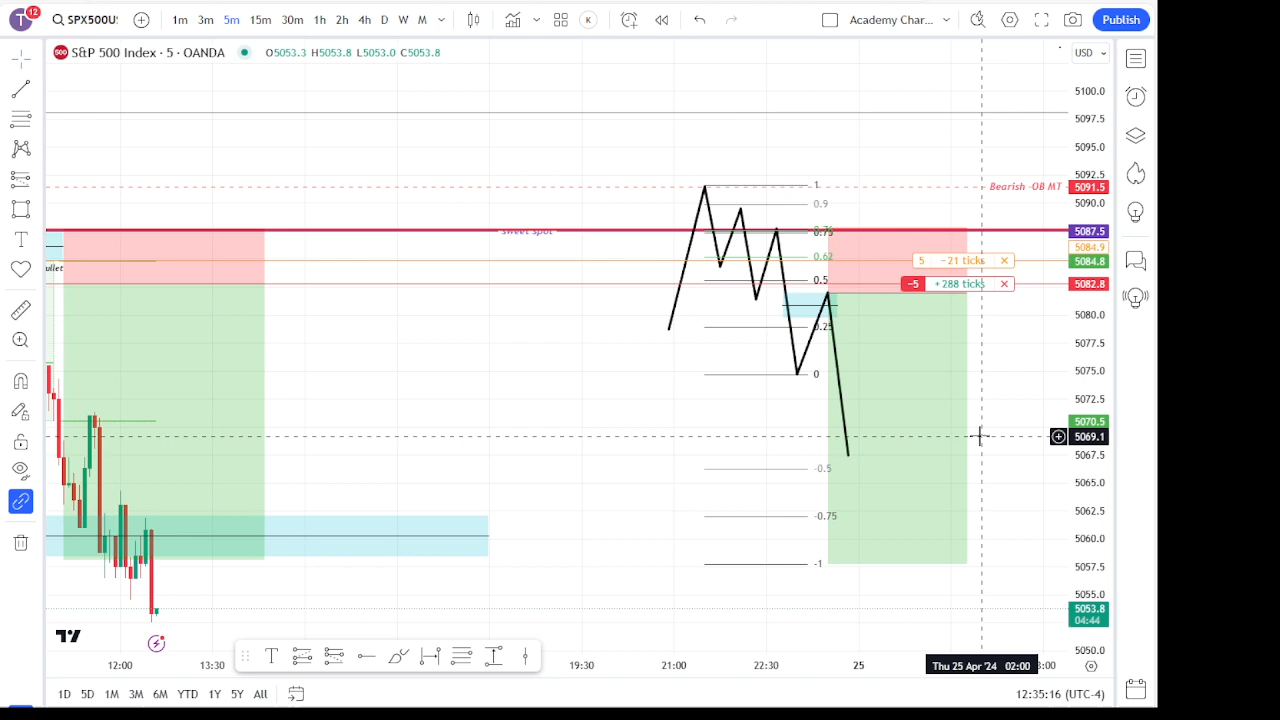 T
12
SPX500U
1m 3m 5m 15m 30m 1h 2h 4h D W M
K
Academy Char...
Publish
500 S&P 500 Index · 5 · OANDA
O5053.3 H5053.8 L5053.0 C5053.8
USD
5100.0
5097.5
5095.0
5092.5
1
Bearish -OB MT 5091.5
0.9
5090.0
sweet spot
0.75
5087.5
5084.9
ullet
0.62
5 −21 ticks
5084.8
0.5
−5 +288 ticks
5082.8
5080.0
0.25
5077.5
0
5075.0
5072.5
5070.5
5069.1
5067.5
-0.5
5065.0
5062.5
-0.75
5060.0
-1
5057.5
5055.0
5053.8
04:44
5050.0
12:00 13:30 19:30 21:00 22:30 25 Thu 25 Apr '24 02:00 3:00
T
1D 5D 1M 3M 6M YTD 1Y 5Y All
12:35:16 (UTC-4)